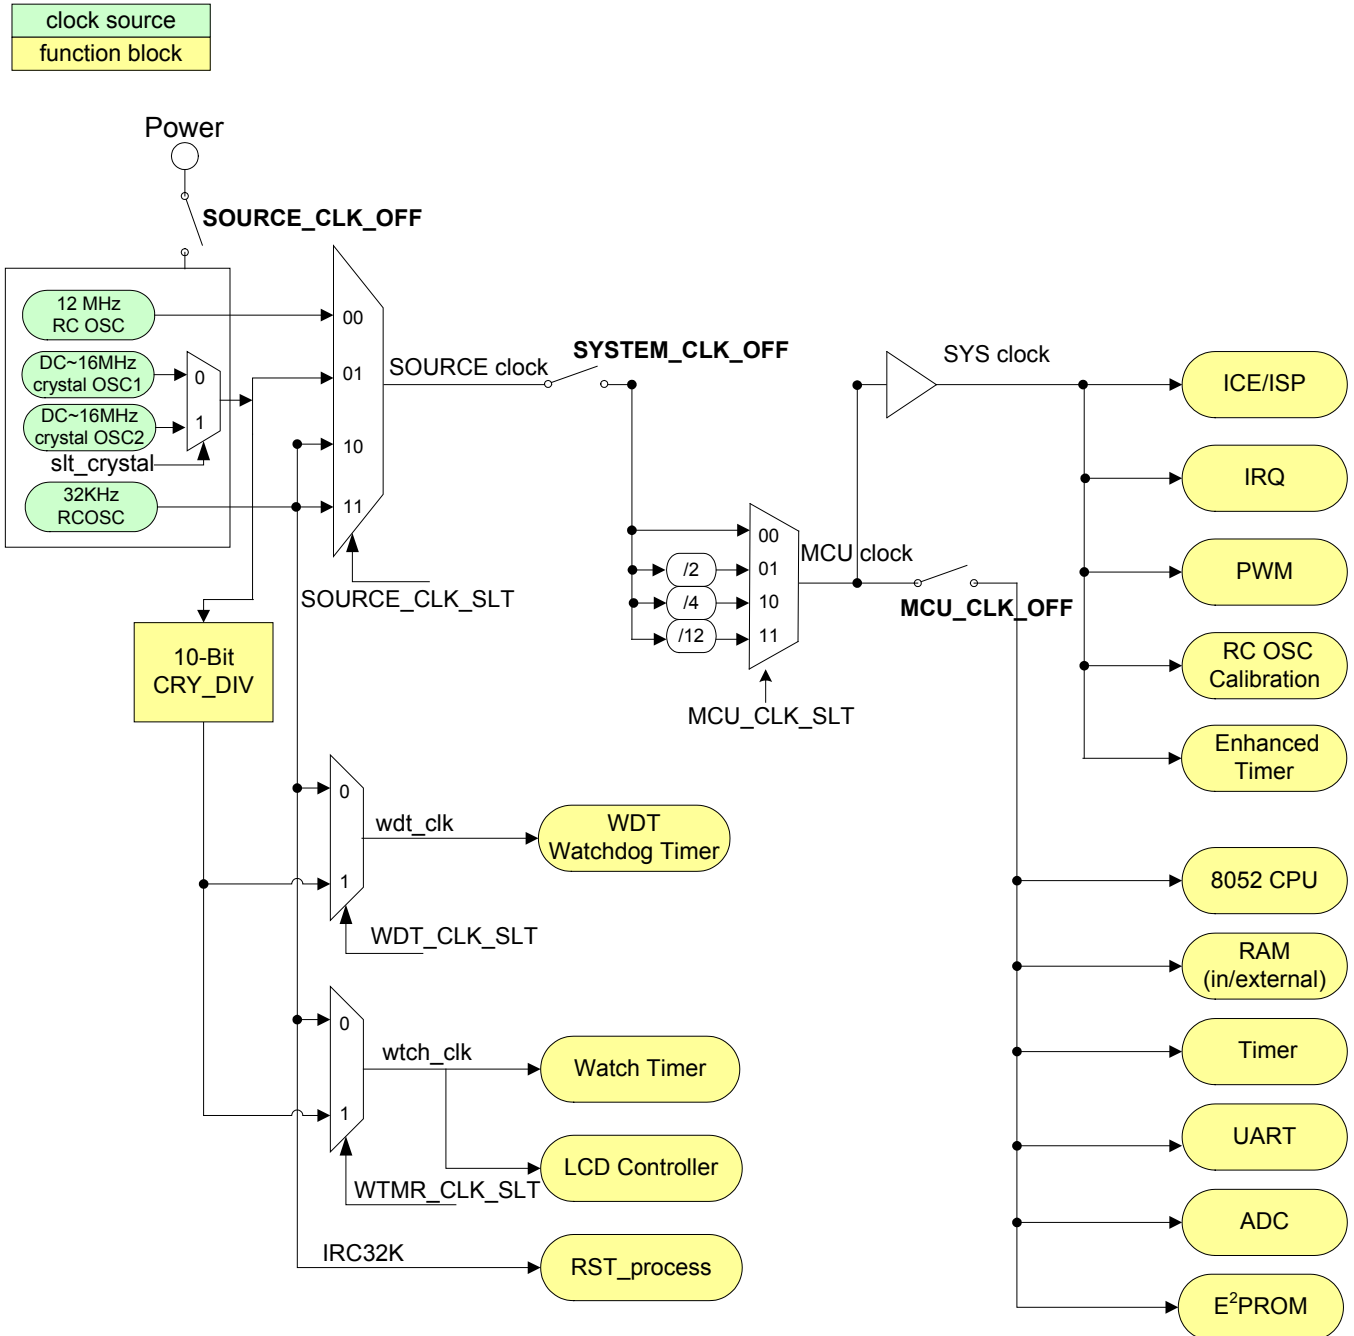 clock source
function block
Power
SOURCE_CLK_OFF
12 MHz
RC OSC
DC~16MHz
crystal OSC1
DC~16MHz
crystal OSC2
0
1
slt_crystal
32KHz
RCOSC
00
01
10
11
SOURCE clock
SOURCE_CLK_SLT
SYSTEM_CLK_OFF
/2
/4
/12
00
01
10
11
MCU clock
MCU_CLK_SLT
MCU_CLK_OFF
SYS clock
ICE/ISP
IRQ
PWM
RC OSC
Calibration
Enhanced
Timer
8052 CPU
RAM
(in/external)
Timer
UART
ADC
E²PROM
10-Bit
CRY_DIV
0
1
wdt_clk
WDT
Watchdog Timer
WDT_CLK_SLT
0
1
wtch_clk
Watch Timer
LCD Controller
WTMR_CLK_SLT
IRC32K
RST_process